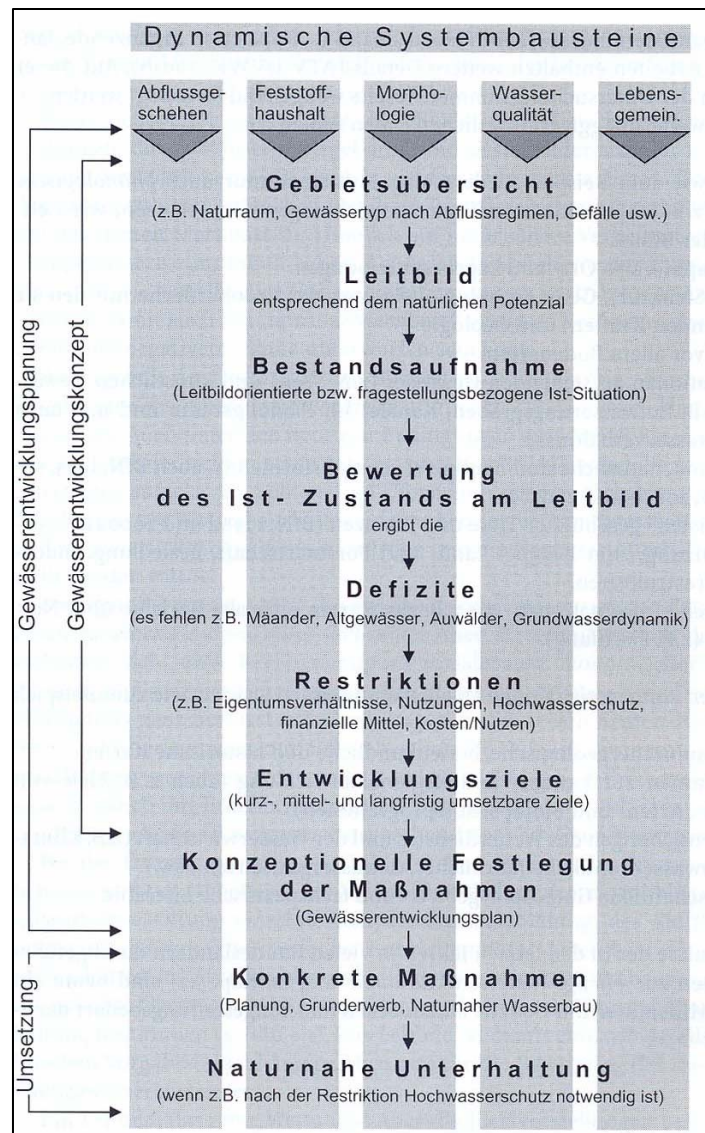 Dynamische Systembausteine
Abflussge-
schehen
Feststoff-
haushalt
Morpho-
logie
Wasser-
qualität
Lebens-
gemein.
Gebietsübersicht
(z.B. Naturraum, Gewässertyp nach Abflussregimen, Gefälle usw.)
Leitbild
entsprechend dem natürlichen Potenzial
Bestandsaufnahme
(Leitbildorientierte bzw. fragestellungsbezogene Ist-Situation)
Bewertung
des Ist- Zustands am Leitbild
ergibt die
Defizite
(es fehlen z.B. Mäander, Altgewässer, Auwälder, Grundwasserdynamik)
Restriktionen
(z.B. Eigentumsverhältnisse, Nutzungen, Hochwasserschutz,
finanzielle Mittel, Kosten/Nutzen)
Entwicklungsziele
(kurz-, mittel- und langfristig umsetzbare Ziele)
Konzeptionelle Festlegung
der Maßnahmen
(Gewässerentwicklungsplan)
Konkrete Maßnahmen
(Planung, Grunderwerb, Naturnaher Wasserbau)
Naturnahe Unterhaltung
(wenn z.B. nach der Restriktion Hochwasserschutz notwendig ist)
Gewässerentwicklungsplanung
Gewässerentwicklungskonzept
Umsetzung